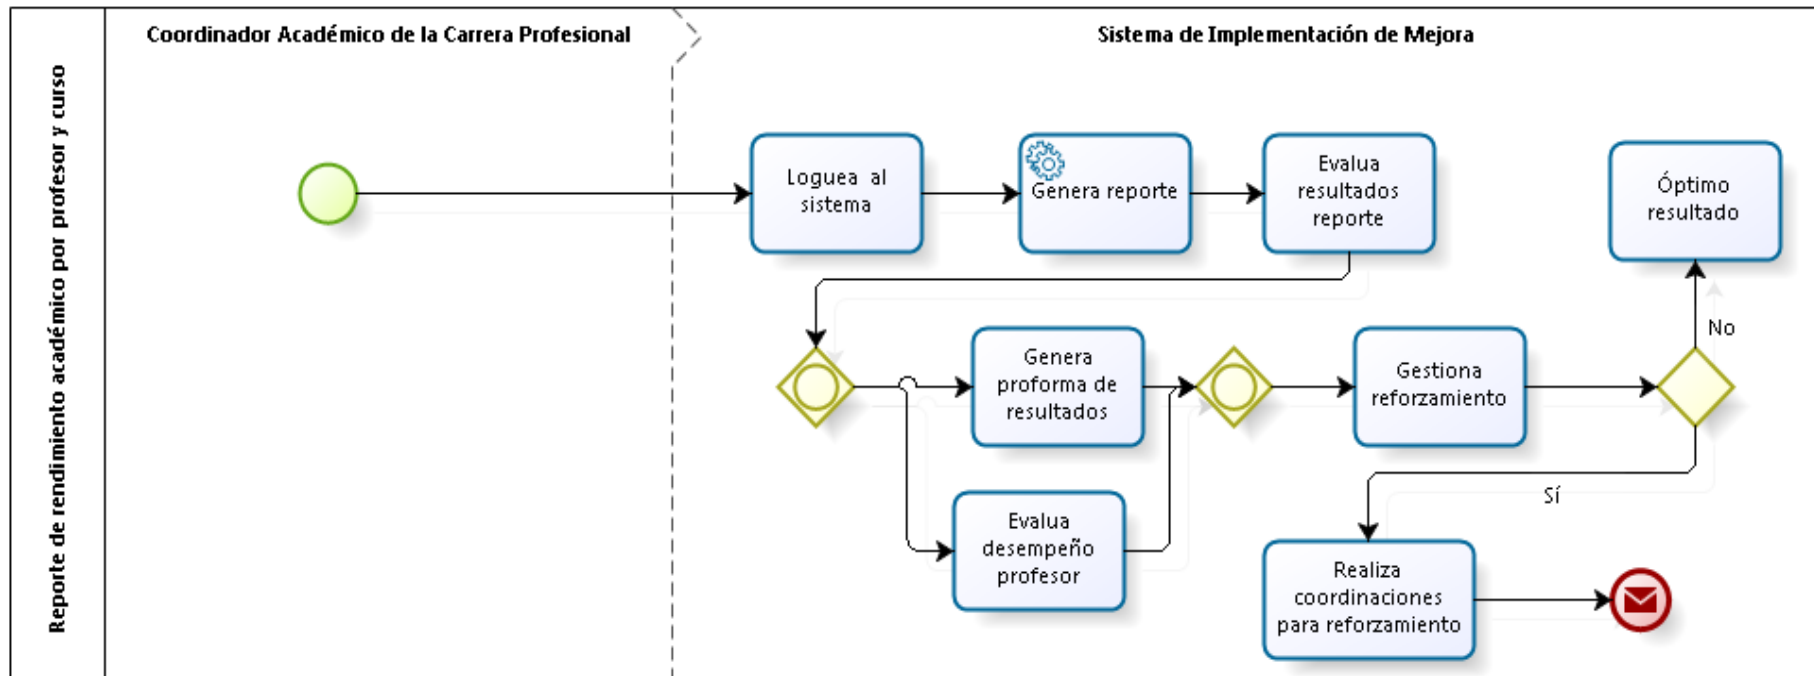 Reporte de rendimiento académico por profesor y curso
Coordinador Académico de la Carrera Profesional
Sistema de Implementación de Mejora
Loguea al
sistema
Genera reporte
Evalua
resultados
reporte
Óptimo
resultado
No
Genera
proforma de
resultados
Gestiona
reforzamiento
Sí
Evalua
desempeño
profesor
Realiza
coordinaciones
para reforzamiento